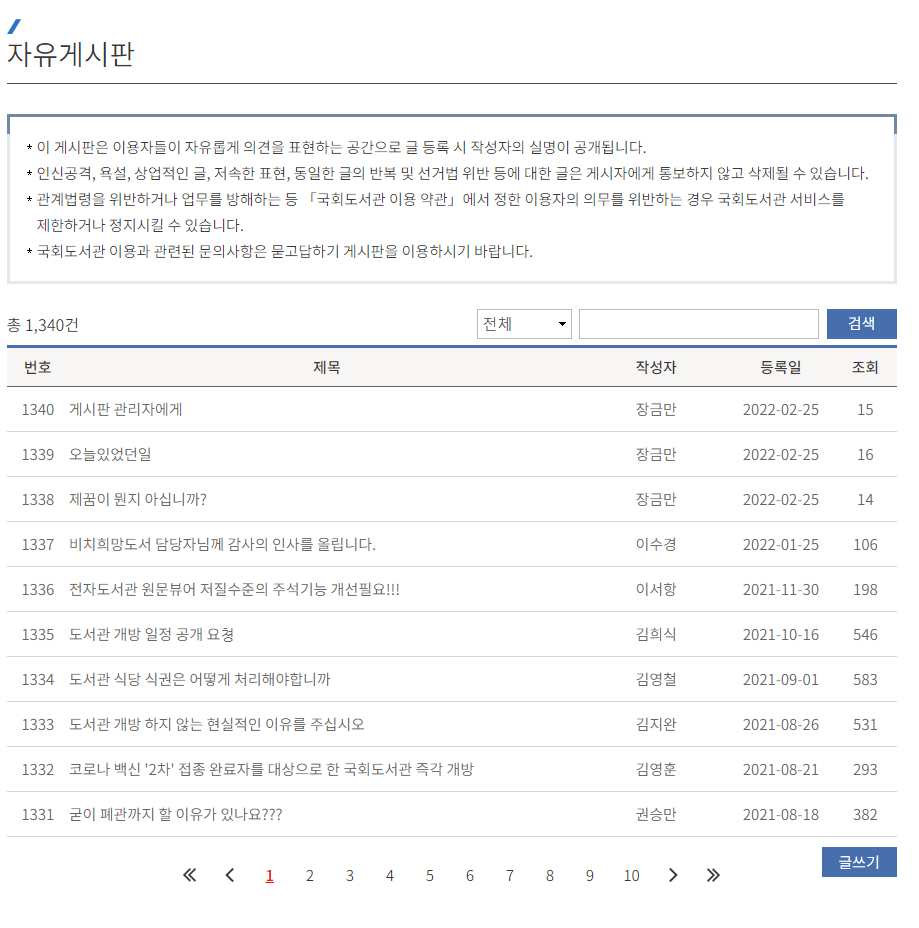 자유게시판
* 이 게시판은 이용자들이 자유롭게 의견을 표현하는 공간으로 글 등록 시 작성자의 실명이 공개됩니다.
* 인신공격, 욕설, 상업적인 글, 저속한 표현, 동일한 글의 반복 및 선거법 위반 등에 대한 글은 게시자에게 통보하지 않고 삭제될 수 있습니다.
* 관계법령을 위반하거나 업무를 방해하는 등 「국회도서관 이용 약관」에서 정한 이용자의 의무를 위반하는 경우 국회도서관 서비스를
제한하거나 정지시킬 수 있습니다.
* 국회도서관 이용과 관련된 문의사항은 묻고답하기 게시판을 이용하시기 바랍니다.
총 1,340건 전체 검색
번호 제목 작성자 등록일 조회
1340 게시판 관리자에게 장금만 2022-02-25 15
1339 오늘있었던일 장금만 2022-02-25 16
1338 제꿈이 뭔지 아십니까? 장금만 2022-02-25 14
1337 비치희망도서 담당자님께 감사의 인사를 올립니다. 이수경 2022-01-25 106
1336 전자도서관 원문뷰어 저질수준의 주석기능 개선필요!!! 이서항 2021-11-30 198
1335 도서관 개방 일정 공개 요청 김희식 2021-10-16 546
1334 도서관 식당 식권은 어떻게 처리해야합니까 김영철 2021-09-01 583
1333 도서관 개방 하지 않는 현실적인 이유를 주십시오 김지완 2021-08-26 531
1332 코로나 백신 '2차' 접종 완료자를 대상으로 한 국회도서관 즉각 개방 김영훈 2021-08-21 293
1331 굳이 폐관까지 할 이유가 있나요??? 권승만 2021-08-18 382
1 2 3 4 5 6 7 8 9 10 글쓰기